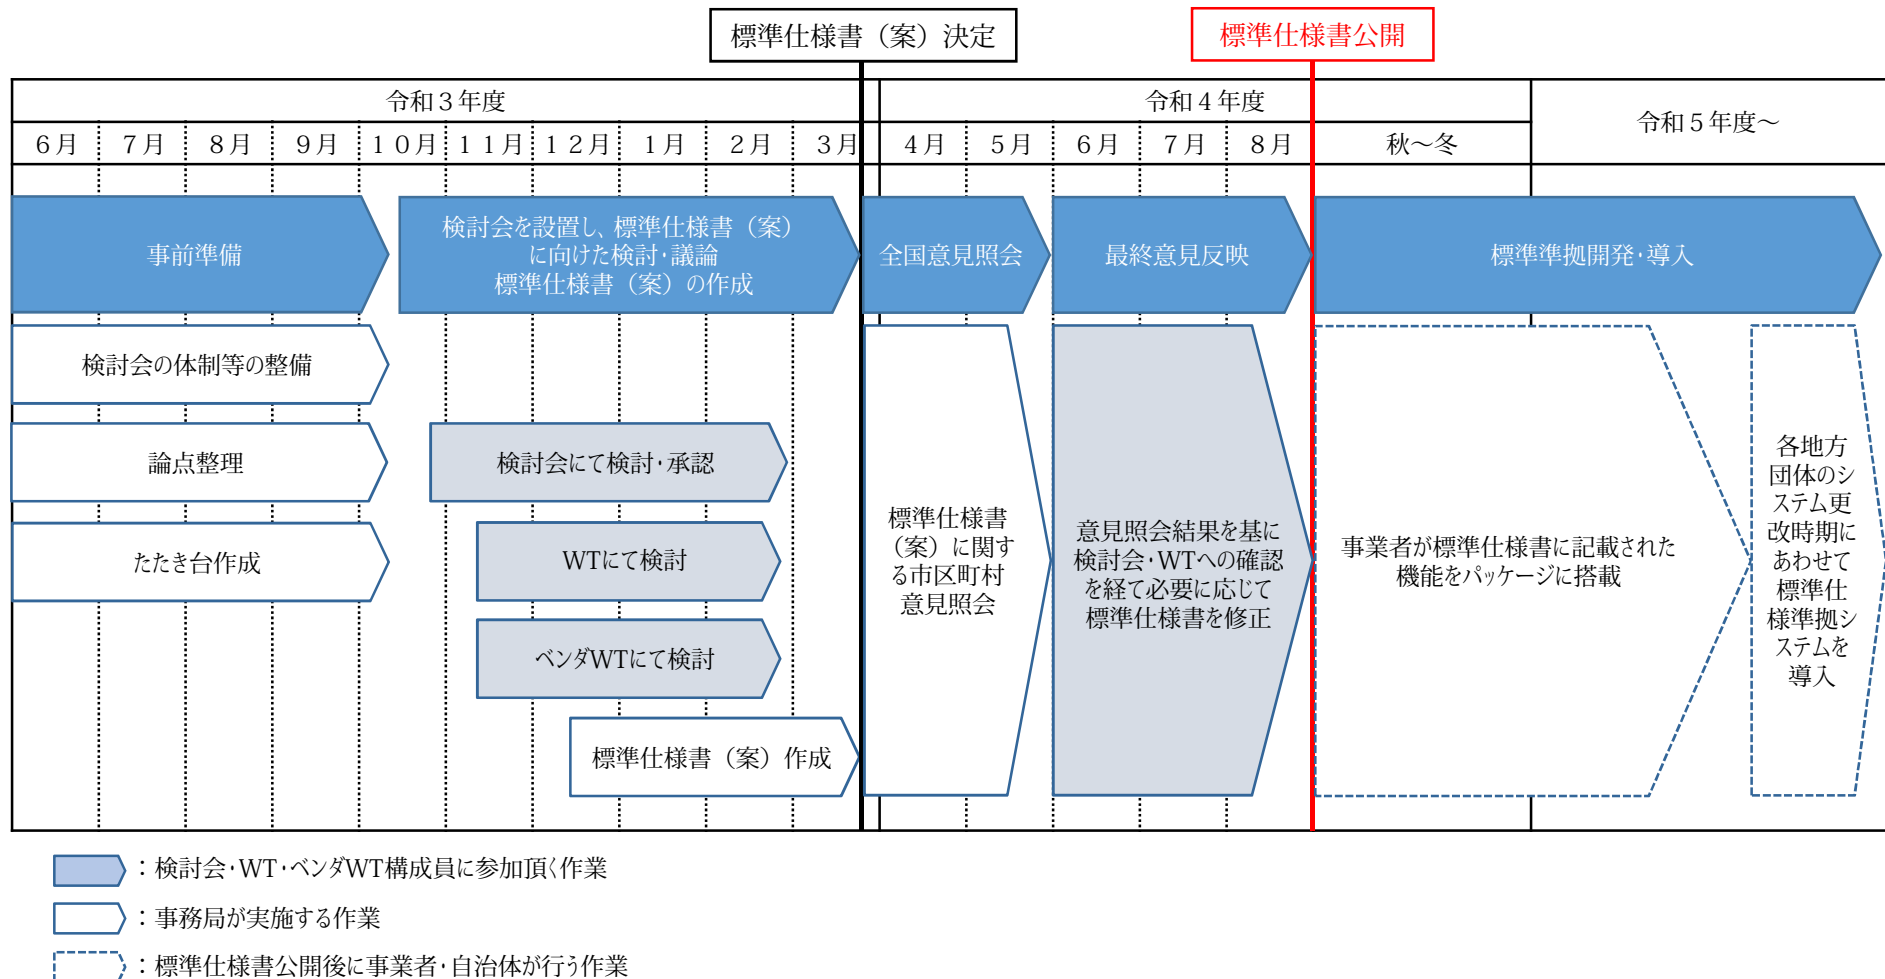 標準仕様書（案）決定
標準仕様書公開
令和３年度
令和４年度
令和５年度～
６月
７月
８月
９月
１０月
１１月
１２月
１月
２月
３月
４月
５月
６月
７月
８月
秋～冬
事前準備
検討会を設置し、標準仕様書（案）
に向けた検討・議論
標準仕様書（案）の作成
全国意見照会
最終意見反映
標準準拠開発・導入
検討会の体制等の整備
論点整理
たたき台作成
検討会にて検討・承認
WTにて検討
ベンダWTにて検討
標準仕様書（案）作成
標準仕様書
（案）に関す
る市区町村
意見照会
意見照会結果を基に
検討会・WTへの確認
を経て必要に応じて
標準仕様書を修正
事業者が標準仕様書に記載された
機能をパッケージに搭載
各地方
団体のシ
ステム更
改時期に
あわせて
標準仕
様準拠シ
ステムを
導入
：検討会・WT・ベンダWT構成員に参加頂く作業
：事務局が実施する作業
：標準仕様書公開後に事業者・自治体が行う作業